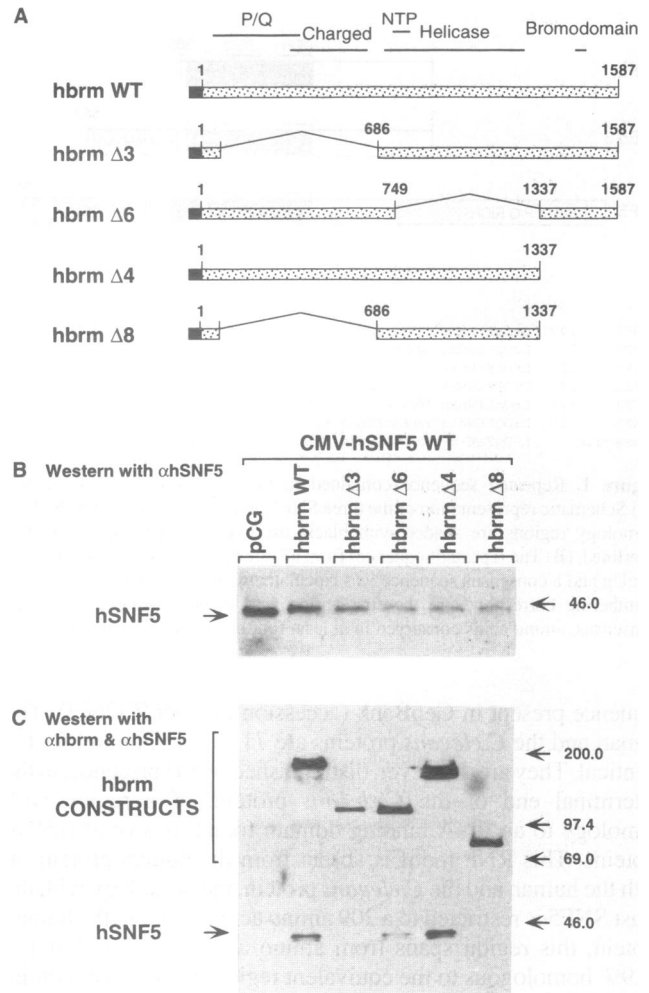 A
P/Q
NTP
Charged
Helicase
Bromodomain
hbrm WT
1
1587
hbrm Δ3
1
686
1587
hbrm Δ6
1
749
1337
1587
hbrm Δ4
1
1337
hbrm Δ8
1
686
1337
CMV-hSNF5 WT
B
Western with αhSNF5
pCG
hbrm WT
hbrm Δ3
hbrm Δ6
hbrm Δ4
hbrm Δ8
hSNF5
46.0
C
Western with
αhbrm & αhSNF5
hbrm
CONSTRUCTS
200.0
97.4
69.0
hSNF5
46.0